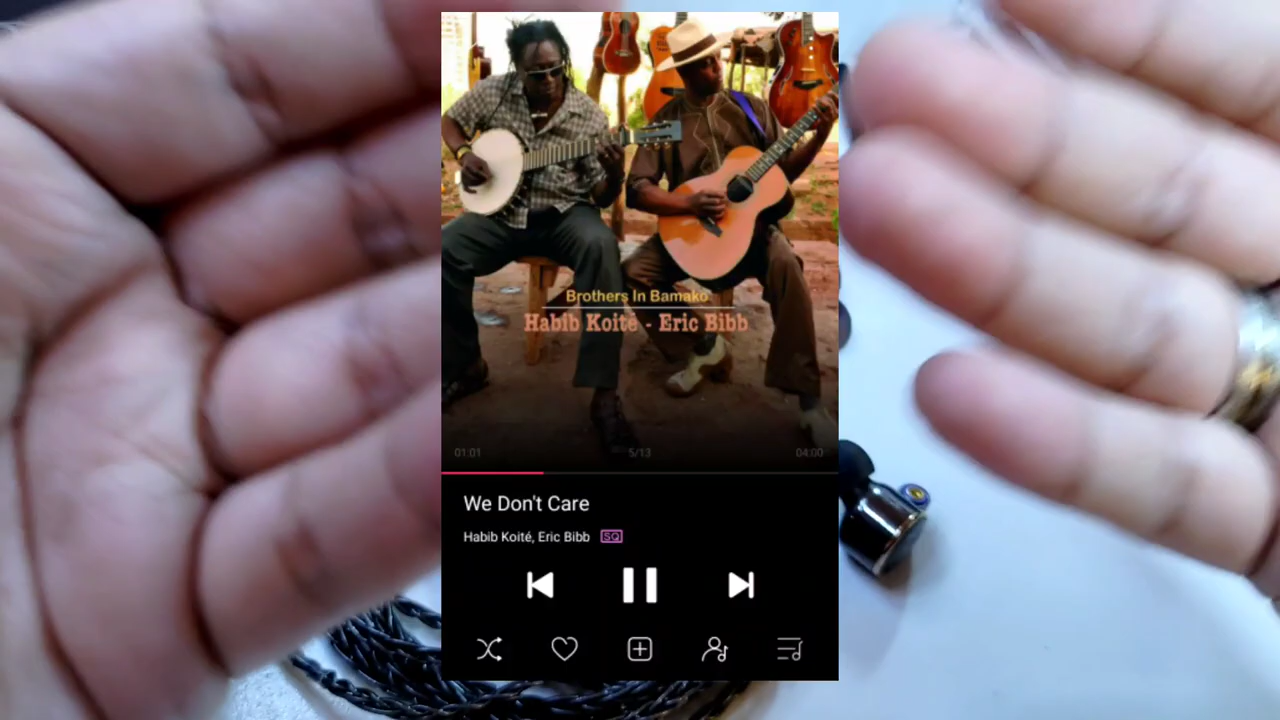 Brothers In Bamako
Habib Koité - Eric Bibb
01:01 5/13 04:00
We Don't Care
Habib Koité, Eric Bibb SQ